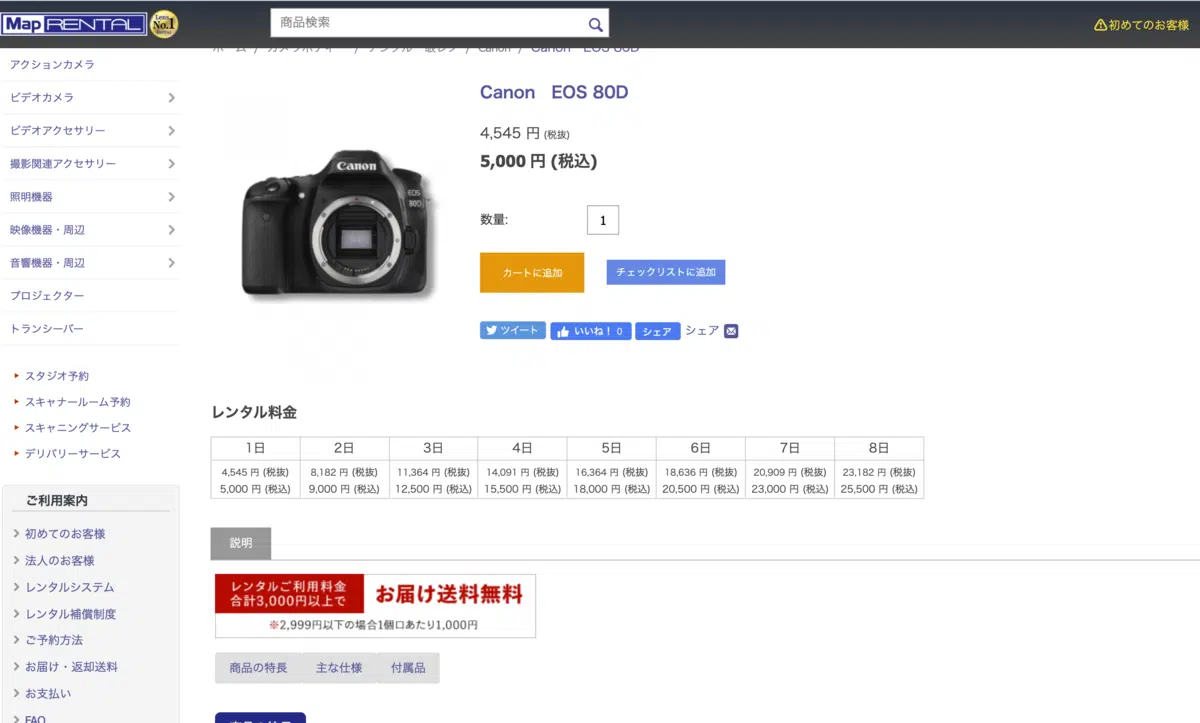 Map RENTAL
Lens No.1 Rental
商品検索
初めてのお客様
ホーム / カメラボディー / デジタル一眼レフ / Canon / Canon EOS 80D
アクションカメラ
ビデオカメラ
ビデオアクセサリー
撮影関連アクセサリー
照明機器
映像機器・周辺
音響機器・周辺
プロジェクター
トランシーバー
スタジオ予約
スキャナールーム予約
スキャニングサービス
デリバリーサービス
ご利用案内
初めてのお客様
法人のお客様
レンタルシステム
レンタル補償制度
ご予約方法
お届け・返却送料
お支払い
FAQ
Canon
EOS
80D
Canon EOS 80D
4,545 円 (税抜)
5,000 円 (税込)
数量: 1
カートに追加 チェックリストに追加
ツイート いいね！ 0 シェア シェア
レンタル料金
1日 2日 3日 4日 5日 6日 7日 8日
4,545 円 (税抜) 8,182 円 (税抜) 11,364 円 (税抜) 14,091 円 (税抜) 16,364 円 (税抜) 18,636 円 (税抜) 20,909 円 (税抜) 23,182 円 (税抜)
5,000 円 (税込) 9,000 円 (税込) 12,500 円 (税込) 15,500 円 (税込) 18,000 円 (税込) 20,500 円 (税込) 23,000 円 (税込) 25,500 円 (税込)
説明
レンタルご利用料金
合計3,000円以上で
お届け送料無料
※2,999円以下の場合1個口あたり1,000円
商品の特長 主な仕様 付属品